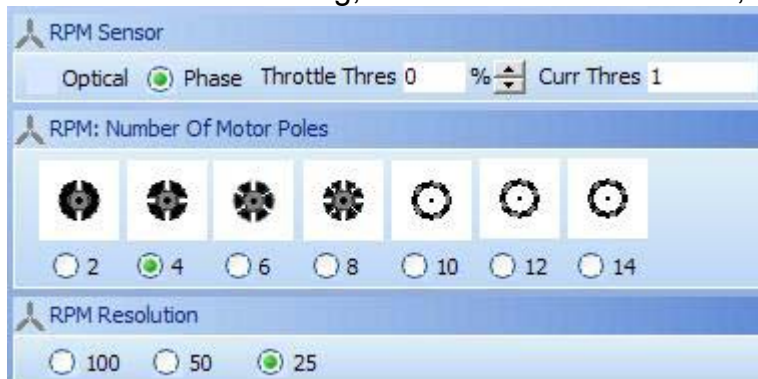 RPM Sensor
Optical Phase Throttle Thres 0 % Curr Thres 1
RPM: Number Of Motor Poles
2 4 6 8 10 12 14
RPM Resolution
100 50 25